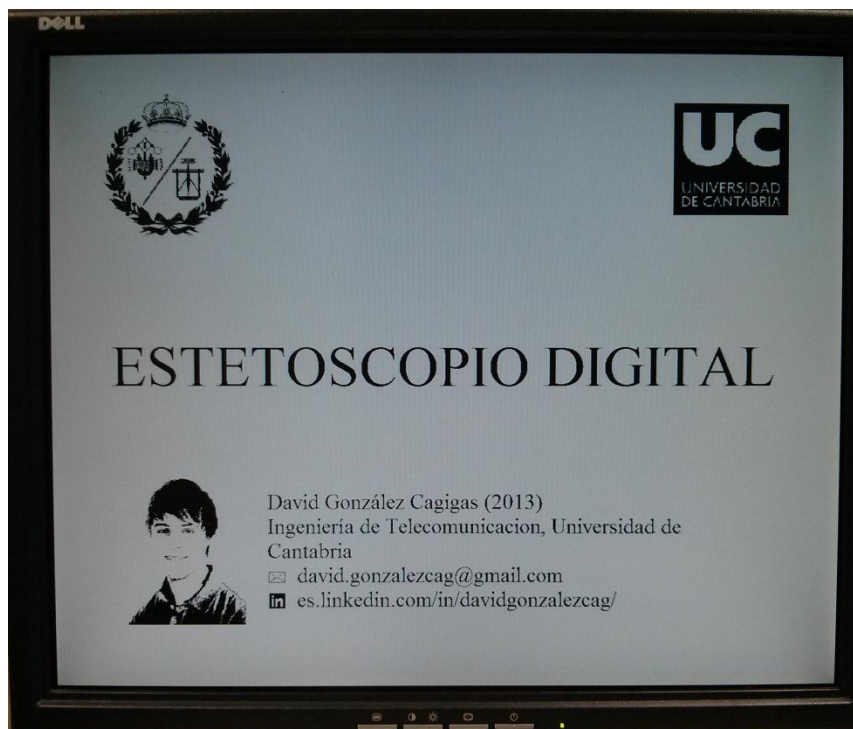 DELL
UC
UNIVERSIDAD
DE CANTABRIA
ESTETOSCOPIO DIGITAL
David González Cagigas (2013)
Ingeniería de Telecomunicacion, Universidad de
Cantabria
david.gonzalezcag@gmail.com
in es.linkedin.com/in/davidgonzalezcag/